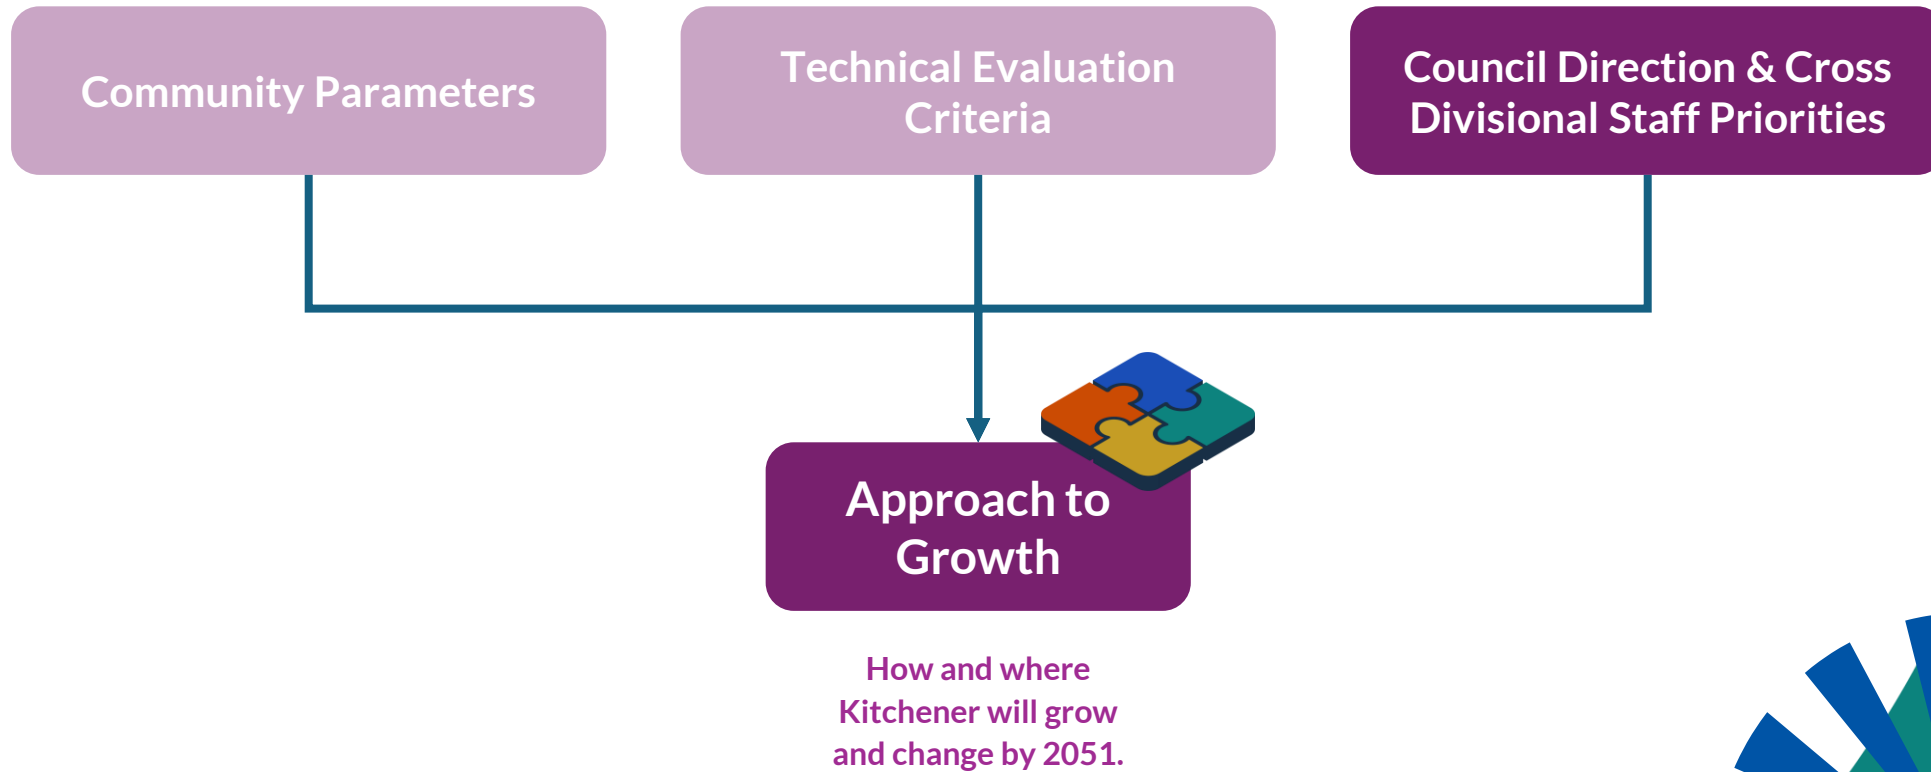 Community Parameters
Technical Evaluation
Criteria
Council Direction & Cross
Divisional Staff Priorities
Approach to
Growth
How and where
Kitchener will grow
and change by 2051.